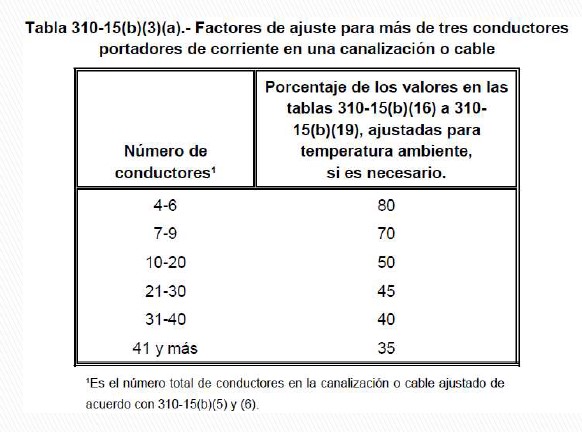 Tabla 310-15(b)(3)(a).- Factores de ajuste para más de tres conductores
portadores de corriente en una canalización o cable
Número de
conductores¹
Porcentaje de los valores en las
tablas 310-15(b)(16) a 310-
15(b)(19), ajustadas para
temperatura ambiente,
si es necesario.
4-6 80
7-9 70
10-20 50
21-30 45
31-40 40
41 y más 35
¹Es el número total de conductores en la canalización o cable ajustado de
acuerdo con 310-15(b)(5) y (6).